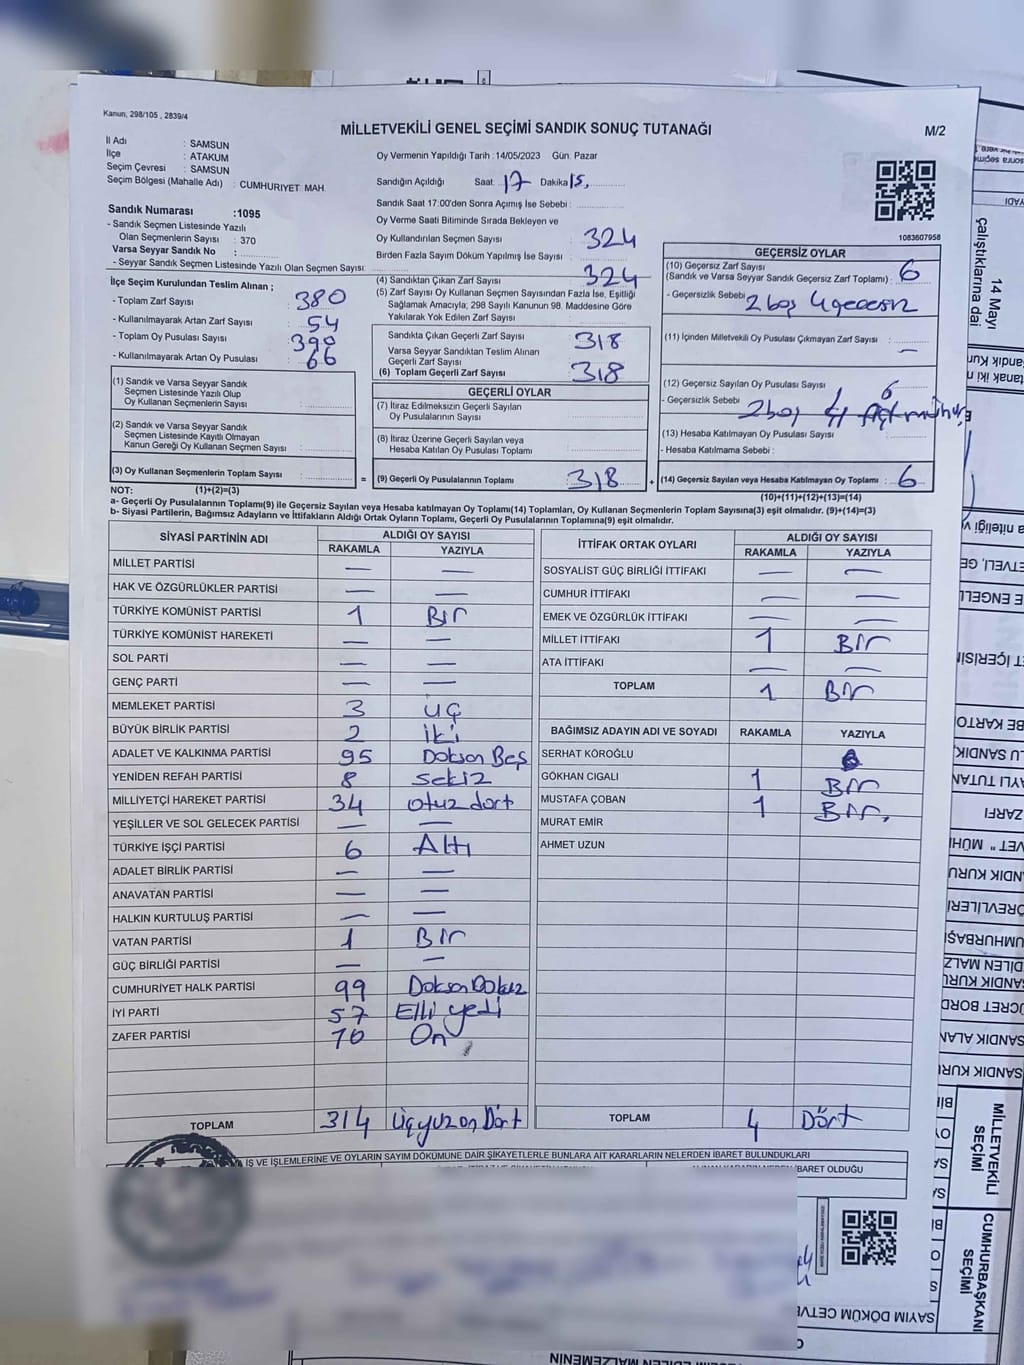 Kanun, 298/105 , 2839/4
MİLLETVEKİLİ GENEL SEÇİMİ SANDIK SONUÇ TUTANAĞI
M/2
İl Adı : SAMSUN
İlçe : ATAKUM
Seçim Çevresi : SAMSUN
Seçim Bölgesi (Mahalle Adı) : CUMHURIYET MAH.
Sandık Numarası :1095
- Sandık Seçmen Listesinde Yazılı
Olan Seçmenlerin Sayısı : 370
Varsa Seyyar Sandık No :
- Seyyar Sandık Seçmen Listesinde Yazılı Olan Seçmen Sayısı:
İlçe Seçim Kurulundan Teslim Alınan ;
- Toplam Zarf Sayısı : 380
- Kullanılmayarak Artan Zarf Sayısı : 54
- Toplam Oy Pusulası Sayısı : 390
- Kullanılmayarak Artan Oy Pusulası : 66
(1) Sandık ve Varsa Seyyar Sandık
Seçmen Listesinde Yazılı Olup
Oy Kullanan Seçmenlerin Sayısı :
(2) Sandık ve Varsa Seyyar Sandık
Seçmen Listesinde Kayıtlı Olmayan
Kanun Gereği Oy Kullanan Seçmen Sayısı :
(3) Oy Kullanan Seçmenlerin Toplam Sayısı :
Oy Vermenin Yapıldığı Tarih :14/05/2023 Gün: Pazar
Sandığın Açıldığı Saat 17 Dakika 15
Sandık Saat 17:00'den Sonra Açımış İse Sebebi :
Oy Verme Saati Bitiminde Sırada Bekleyen ve
Oy Kullandırılan Seçmen Sayısı : 324
Birden Fazla Sayım Döküm Yapılmış İse Sayısı :
(4) Sandıktan Çıkan Zarf Sayısı : 324
(5) Zarf Sayısı Oy Kullanan Seçmen Sayısından Fazla İse, Eşitliği
Sağlamak Amacıyla; 298 Sayılı Kanunun 98. Maddesine Göre
Yakılarak Yok Edilen Zarf Sayısı :
Sandıkta Çıkan Geçerli Zarf Sayısı : 318
Varsa Seyyar Sandıktan Teslim Alınan
Geçerli Zarf Sayısı :
(6) Toplam Geçerli Zarf Sayısı : 318
GEÇERLİ OYLAR
(7) İtiraz Edilmeksizin Geçerli Sayılan
Oy Pusulalarının Sayısı :
(8) İtiraz Üzerine Geçerli Sayılan veya
Hesaba Katılan Oy Pusulası Toplamı :
= (9) Geçerli Oy Pusulalarının Toplamı : 318 +
1083607958
GEÇERSİZ OYLAR
(10) Geçersiz Zarf Sayısı
(Sandık ve Varsa Seyyar Sandık Geçersiz Zarf Toplamı) : 6
- Geçersizlik Sebebi : 2 boş 4 geçersiz
(11) İçinden Milletvekili Oy Pusulası Çıkmayan Zarf Sayısı : —
(12) Geçersiz Sayılan Oy Pusulası Sayısı : 6
- Geçersizlik Sebebi : 2 boş 4 mühür
(13) Hesaba Katılmayan Oy Pusulası Sayısı :
- Hesaba Katılmama Sebebi :
(14) Geçersiz Sayılan veya Hesaba Katılmayan Oy Toplamı : 6
NOT: (1)+(2)=(3)
(10)+(11)+(12)+(13)=(14)
a- Geçerli Oy Pusulalarının Toplamı(9) ile Geçersiz Sayılan veya Hesaba katılmayan Oy Toplamı(14) Toplamları, Oy Kullanan Seçmenlerin Toplam Sayısına(3) eşit olmalıdır. (9)+(14)=(3)
b- Siyasi Partilerin, Bağımsız Adayların ve İttifakların Aldığı Ortak Oyların Toplamı, Geçerli Oy Pusulalarının Toplamına(9) eşit olmalıdır.
SİYASİ PARTİNİN ADI ALDIĞI OY SAYISI
RAKAMLA YAZIYLA
MİLLET PARTİSİ — —
HAK VE ÖZGÜRLÜKLER PARTİSİ — —
TÜRKİYE KOMÜNİST PARTİSİ 1 Bir
TÜRKİYE KOMÜNİST HAREKETİ — —
SOL PARTİ — —
GENÇ PARTİ — —
MEMLEKET PARTİSİ 3 üç
BÜYÜK BİRLİK PARTİSİ 2 iki
ADALET VE KALKINMA PARTİSİ 95 Doksan Beş
YENİDEN REFAH PARTİSİ 8 sekiz
MİLLİYETÇİ HAREKET PARTİSİ 34 otuz dört
YEŞİLLER VE SOL GELECEK PARTİSİ — —
TÜRKİYE İŞÇİ PARTİSİ 6 Altı
ADALET BİRLİK PARTİSİ — —
ANAVATAN PARTİSİ — —
HALKIN KURTULUŞ PARTİSİ — —
VATAN PARTİSİ 1 Bir
GÜÇ BİRLİĞİ PARTİSİ — —
CUMHURİYET HALK PARTİSİ 99 Doksan Dokuz
İYİ PARTİ 57 Elli yedi
ZAFER PARTİSİ 10 On
TOPLAM 314 Üçyüz on Dört
İTTİFAK ORTAK OYLARI ALDIĞI OY SAYISI
RAKAMLA YAZIYLA
SOSYALİST GÜÇ BİRLİĞİ İTTİFAKI — —
CUMHUR İTTİFAKI — —
EMEK VE ÖZGÜRLÜK İTTİFAKI — —
MİLLET İTTİFAKI 1 Bir
ATA İTTİFAKI — —
TOPLAM 1 Bir
BAĞIMSIZ ADAYIN ADI VE SOYADI RAKAMLA YAZIYLA
SERHAT KÖROĞLU
GÖKHAN CIGALI 1 Bir
MUSTAFA ÇOBAN 1 Bir
MURAT EMİR
AHMET UZUN
TOPLAM 4 Dört
İŞ VE İŞLEMLERİNE VE OYLARIN SAYIM DÖKÜMÜNE DAİR ŞİKAYETLERLE BUNLARA AİT KARARLARIN NELERDEN İBARET BULUNDUKLARI
İBARET OLDUĞU
14 Mayı
çalıştıklarına dai
MİLLETVEKİLİ
SEÇİMİ
CUMHURBAŞKANI
SEÇİMİ
SAYIM DÖKÜM CETVE